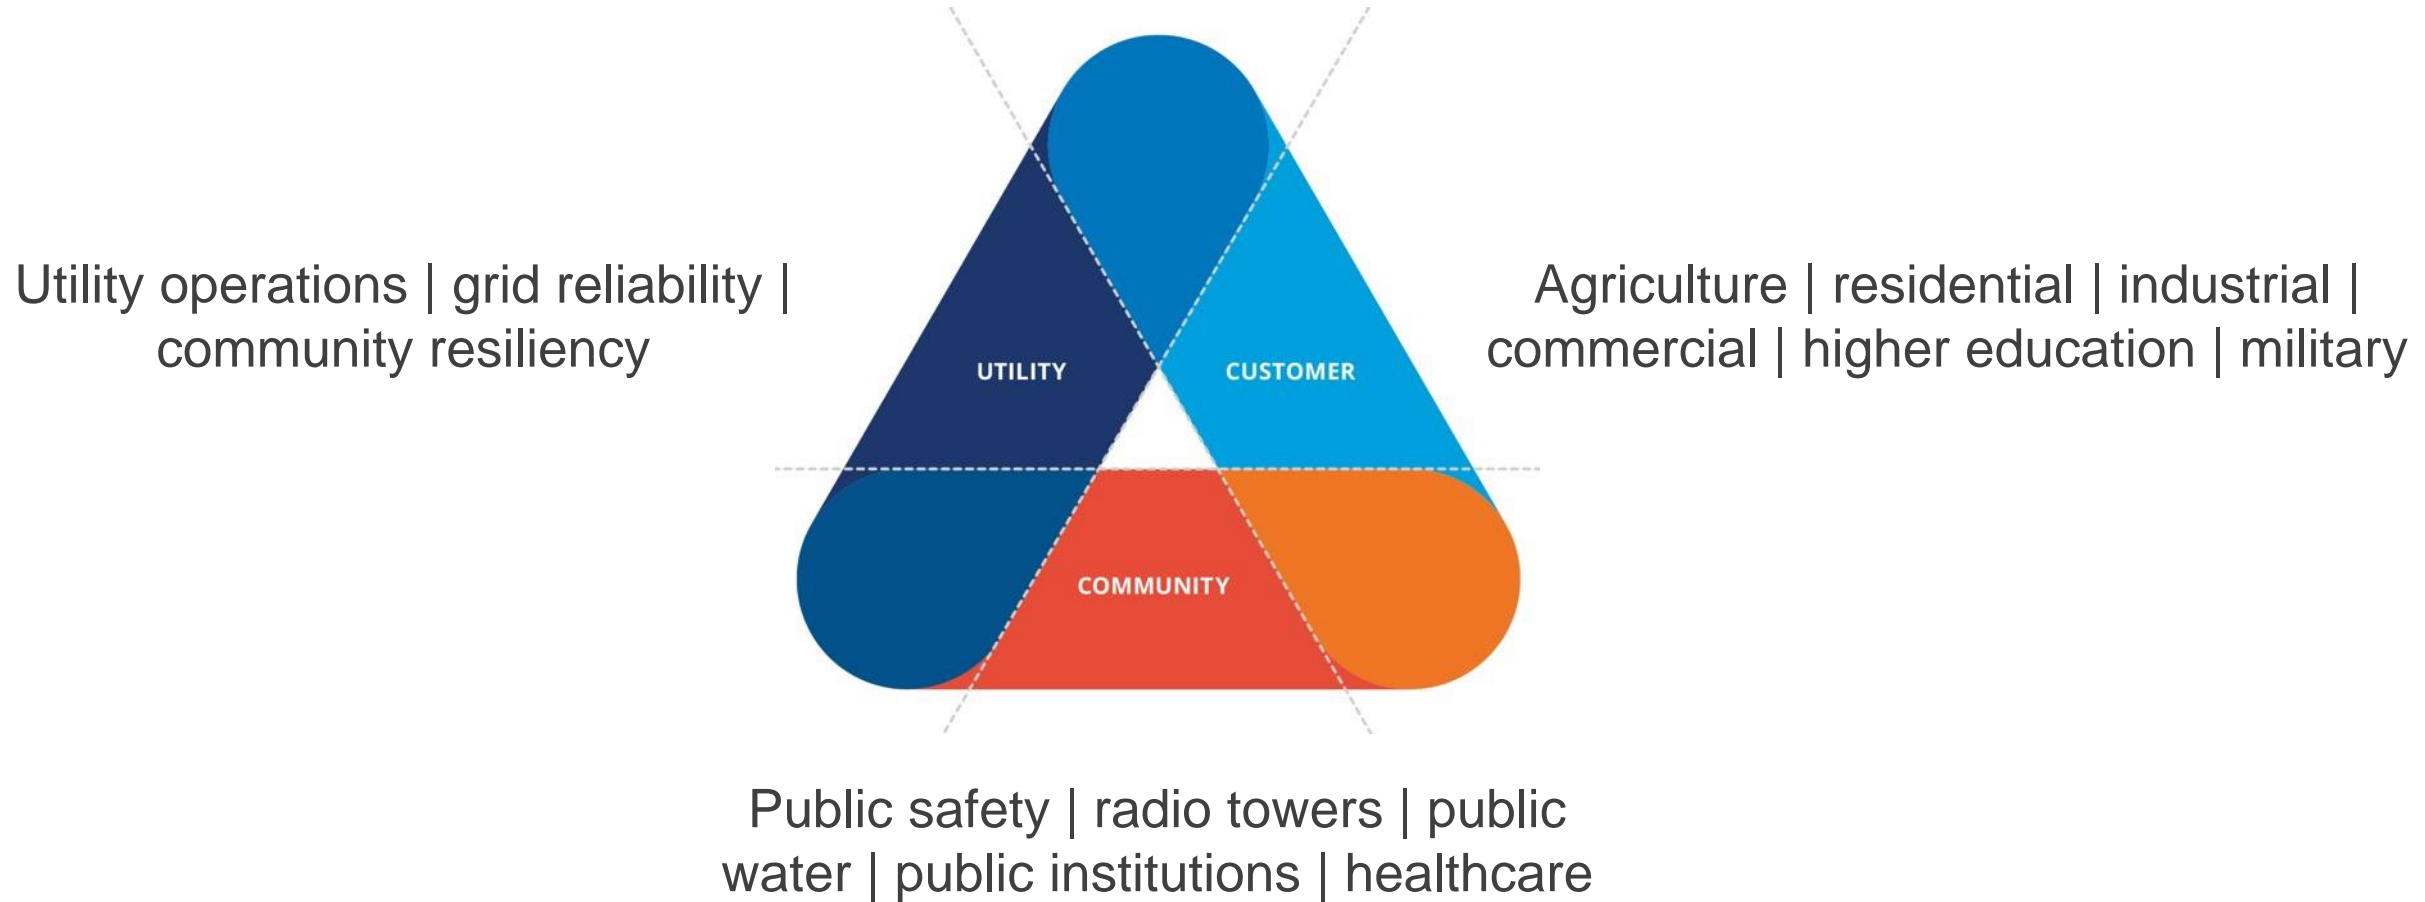 Utility operations | grid reliability |
community resiliency
UTILITY
CUSTOMER
Agriculture | residential | industrial |
commercial | higher education | military
COMMUNITY
Public safety | radio towers | public
water | public institutions | healthcare